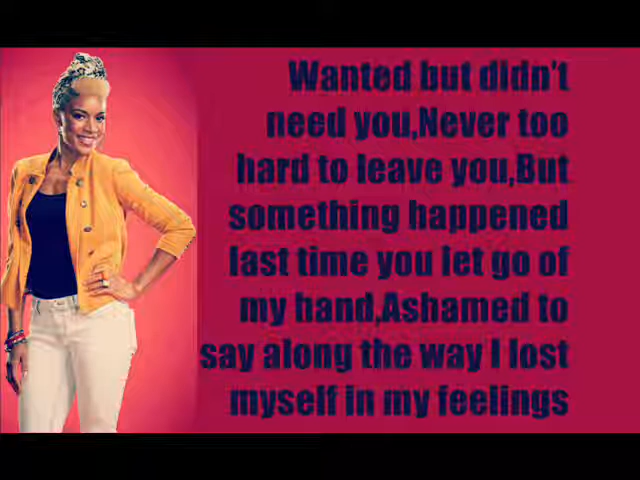 Wanted but didn't
need you,Never too
hard to leave you,But
something happened
last time you let go of
my hand,Ashamed to
say along the way I lost
myself in my feelings